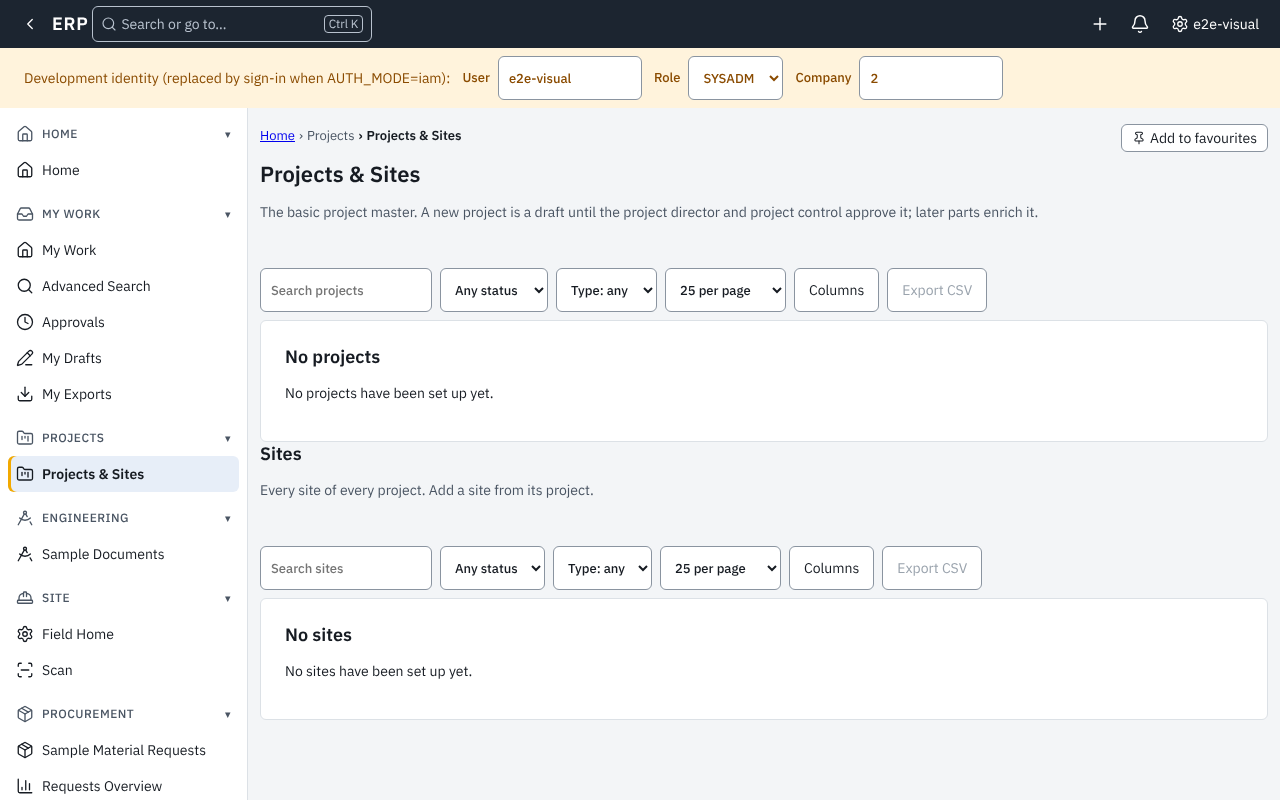 ERP Search or go to... Ctrl K e2e-visual
Development identity (replaced by sign-in when AUTH_MODE=iam): User e2e-visual Role SYSADM Company 2
HOME
Home
MY WORK
My Work
Advanced Search
Approvals
My Drafts
My Exports
PROJECTS
Projects & Sites
ENGINEERING
Sample Documents
SITE
Field Home
Scan
PROCUREMENT
Sample Material Requests
Requests Overview
Home › Projects › Projects & Sites Add to favourites
Projects & Sites
The basic project master. A new project is a draft until the project director and project control approve it; later parts enrich it.
Search projects Any status Type: any 25 per page Columns Export CSV
No projects
No projects have been set up yet.
Sites
Every site of every project. Add a site from its project.
Search sites Any status Type: any 25 per page Columns Export CSV
No sites
No sites have been set up yet.